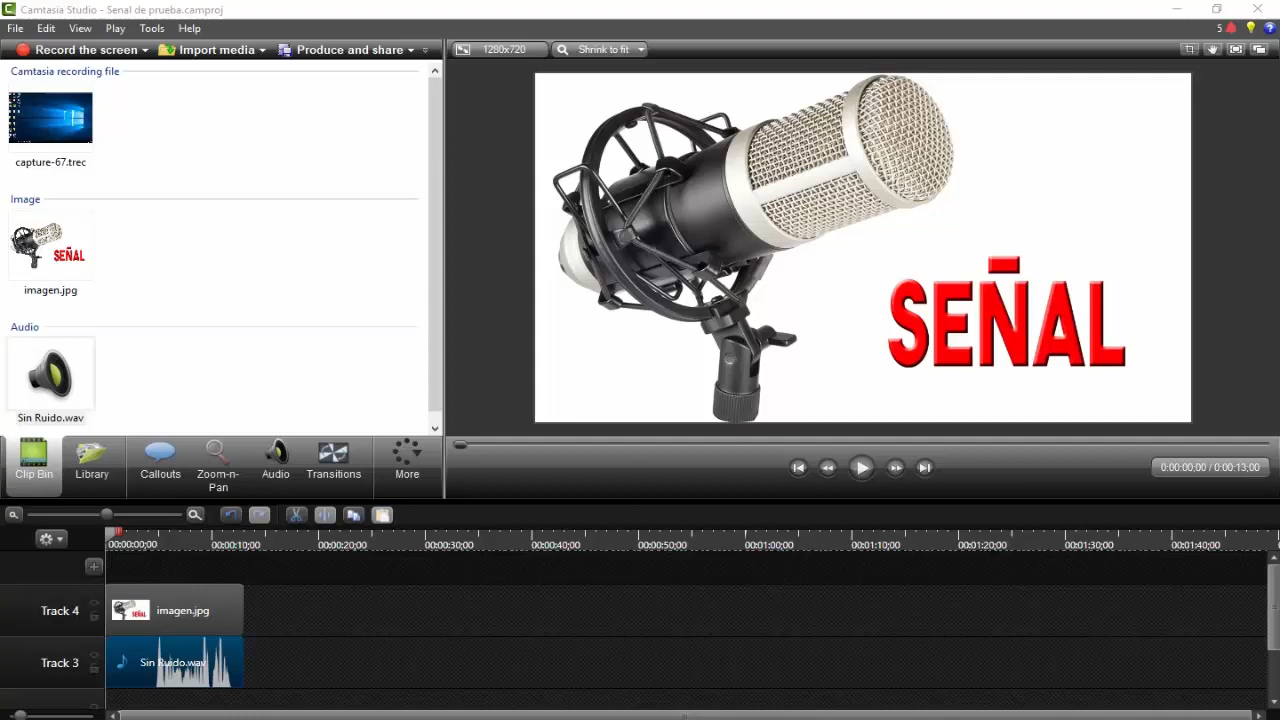 Camtasia Studio - Senal de prueba.camproj
File Edit View Play Tools Help
5
Record the screen Import media Produce and share
1280x720 Shrink to fit
Camtasia recording file
capture-67.trec
Image
SEÑAL
imagen.jpg
Audio
Sin Ruido.wav
SEÑAL
Clip Bin Library Callouts Zoom-n-Pan Audio Transitions More
0:00:00;00 / 0:00:13;00
00:00:00;00 00:00:10;00 00:00:20;00 00:00:30;00 00:00:40;00 00:00:50;00 00:01:00;00 00:01:10;00 00:01:20;00 00:01:30;00 00:01:40;00
Track 4 SEÑAL imagen.jpg
Track 3 Sin Ruido.wav